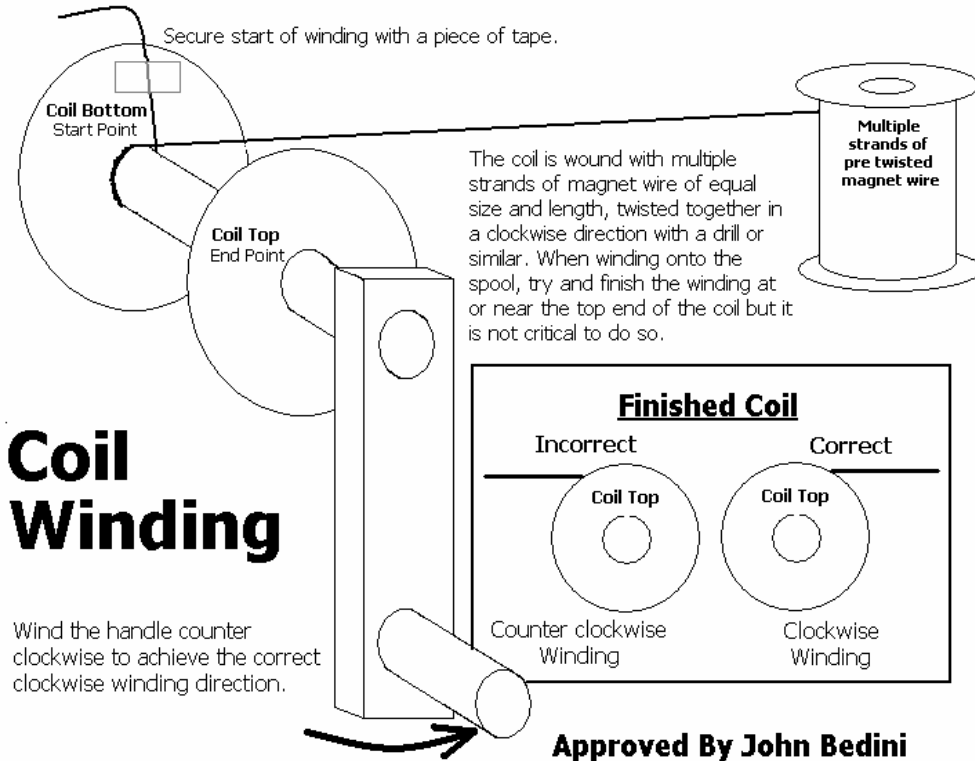 Secure start of winding with a piece of tape.
Coil Bottom
Start Point
Multiple
strands of
pre twisted
magnet wire
The coil is wound with multiple
strands of magnet wire of equal
size and length, twisted together in
a clockwise direction with a drill or
similar. When winding onto the
spool, try and finish the winding at
or near the top end of the coil but it
is not critical to do so.
Coil Top
End Point
Coil
Winding
Wind the handle counter
clockwise to achieve the correct
clockwise winding direction.
Finished Coil
Incorrect
Correct
Coil Top
Coil Top
Counter clockwise
Winding
Clockwise
Winding
Approved By John Bedini